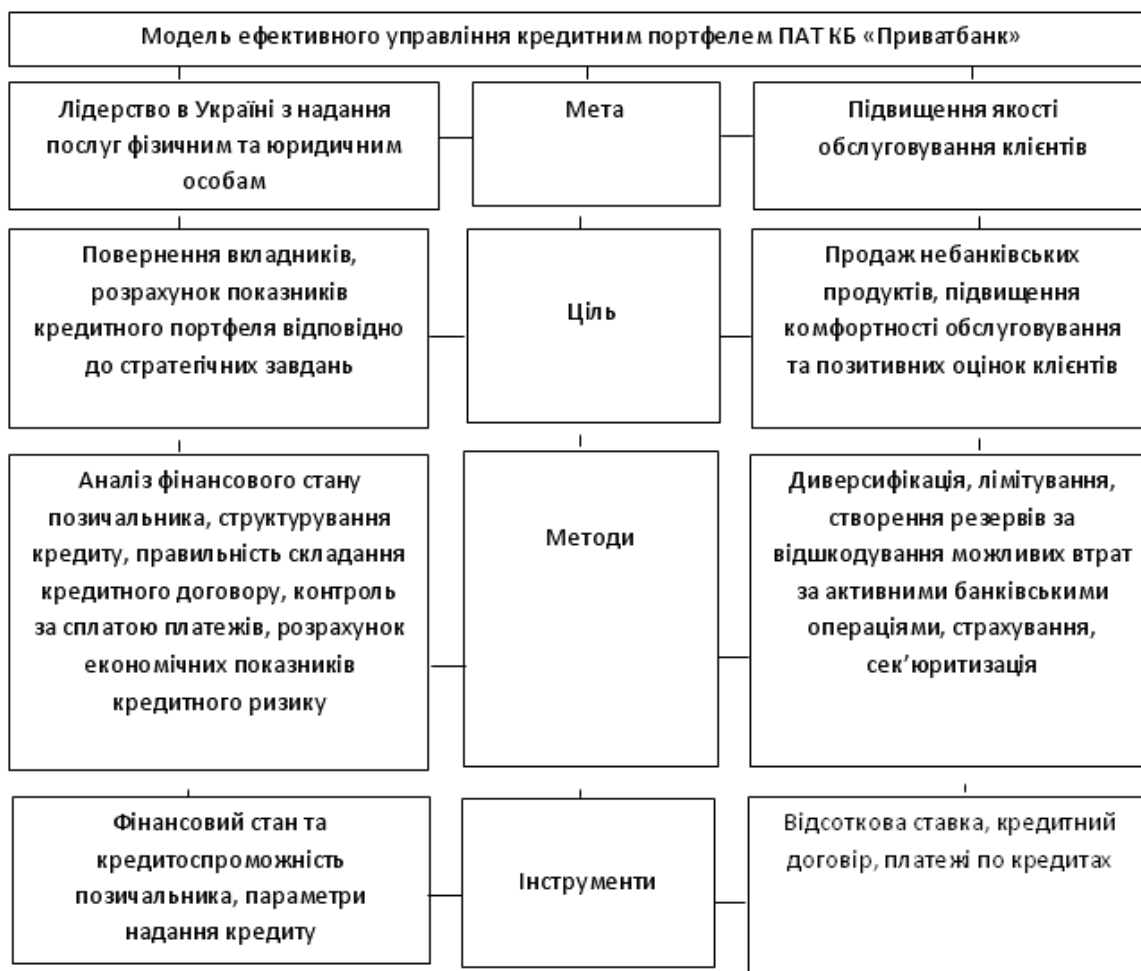 Модель ефективного управління кредитним портфелем ПАТ КБ «Приватбанк»
Лідерство в Україні з надання
послуг фізичним та юридичним
особам
Мета
Підвищення якості
обслуговування клієнтів
Повернення вкладників,
розрахунок показників
кредитного портфеля відповідно
до стратегічних завдань
Ціль
Продаж небанківських
продуктів, підвищення
комфортності обслуговування
та позитивних оцінок клієнтів
Аналіз фінансового стану
позичальника, структурування
кредиту, правильність складання
кредитного договору, контроль
за сплатою платежів, розрахунок
економічних показників
кредитного ризику
Методи
Диверсифікація, лімітування,
створення резервів за
відшкодування можливих втрат
за активними банківськими
операціями, страхування,
сек’юритизація
Фінансовий стан та
кредитоспроможність
позичальника, параметри
надання кредиту
Інструменти
Відсоткова ставка, кредитний
договір, платежі по кредитах